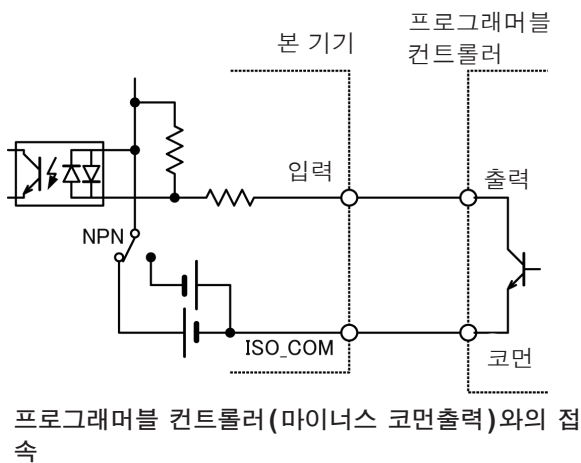 프로그래머블
컨트롤러
본 기기
입력
출력
NPN
ISO_COM
코먼
프로그래머블 컨트롤러(마이너스 코먼출력)와의 접
속